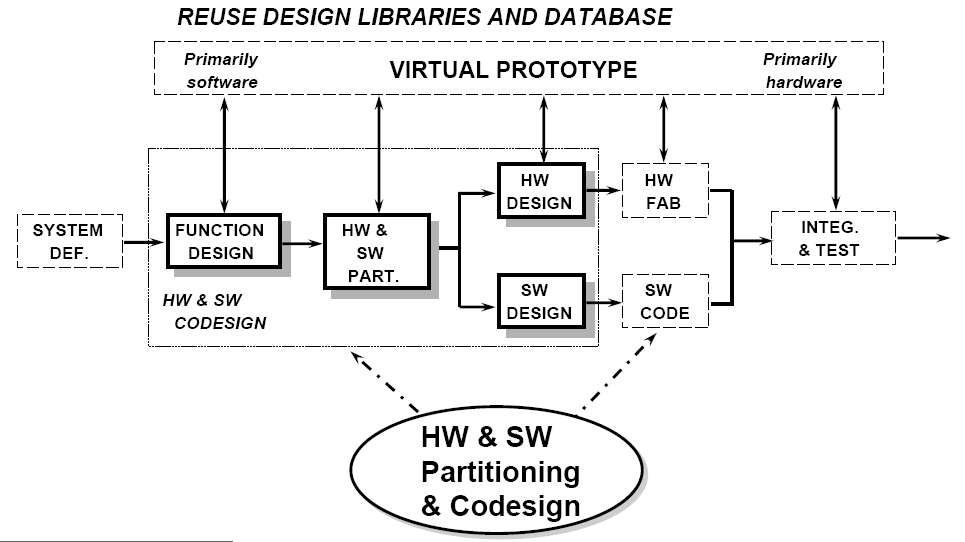 REUSE DESIGN LIBRARIES AND DATABASE
Primarily
software
VIRTUAL PROTOTYPE
Primarily
hardware
SYSTEM
DEF.
FUNCTION
DESIGN
HW &
SW
PART.
HW
DESIGN
HW
FAB
SW
DESIGN
SW
CODE
INTEG.
& TEST
HW & SW
CODESIGN
HW & SW
Partitioning
& Codesign